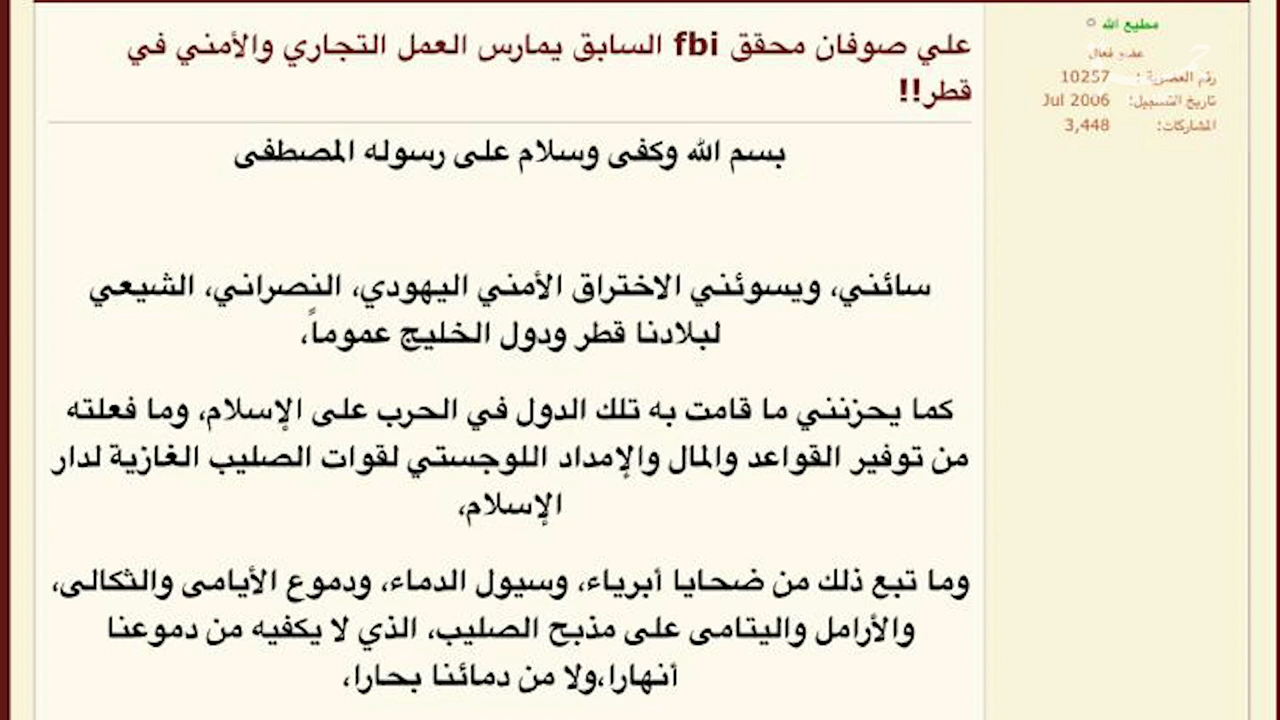 مطيع الله
عضو فعال
رقم العضوية : 10257
تاريخ التسجيل: Jul 2006
المشاركات: 3,448
علي صوفان محقق fbi السابق يمارس العمل التجاري والأمني في
قطر!!
بسم الله وكفى وسلام على رسوله المصطفى
سائني، ويسوئني الاختراق الأمني اليهودي، النصراني، الشيعي
لبلادنا قطر ودول الخليج عموماً،
كما يحزنني ما قامت به تلك الدول في الحرب على الإسلام، وما فعلته
من توفير القواعد والمال والإمداد اللوجستي لقوات الصليب الغازية لدار
الإسلام،
وما تبع ذلك من ضحايا أبرياء، وسيول الدماء، ودموع الأيامى والثكالى،
والأرامل واليتامى على مذبح الصليب، الذي لا يكفيه من دموعنا
أنهارا،ولا من دمائنا بحارا،